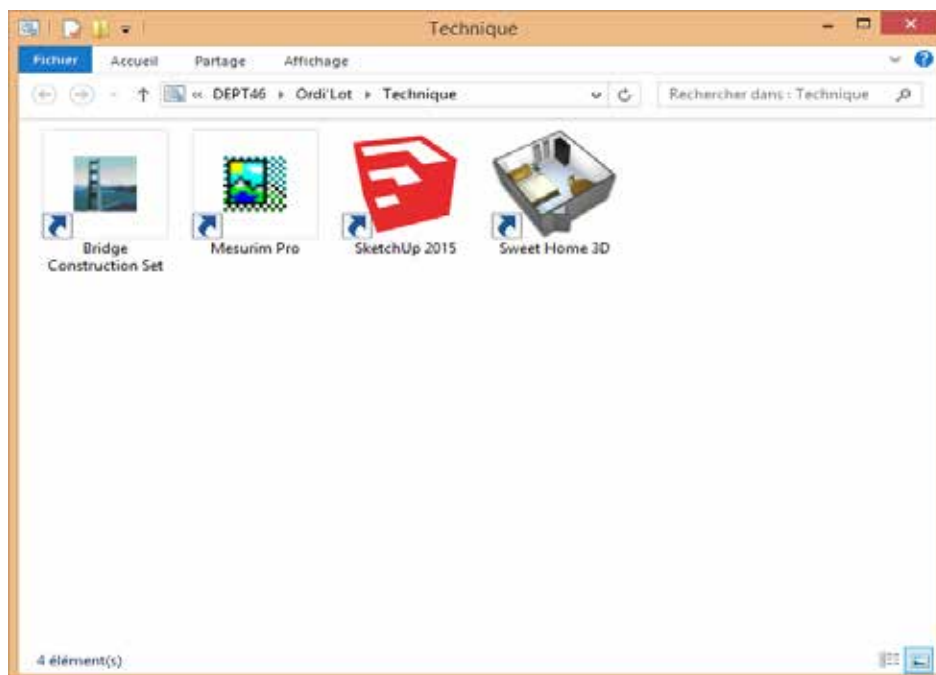 Technique
Fichier Accueil Partage Affichage
« DEPT46 Ordi'Lot Technique Rechercher dans : Technique
Bridge
Construction Set
Mesurim Pro
SketchUp 2015
Sweet Home 3D
4 élément(s)